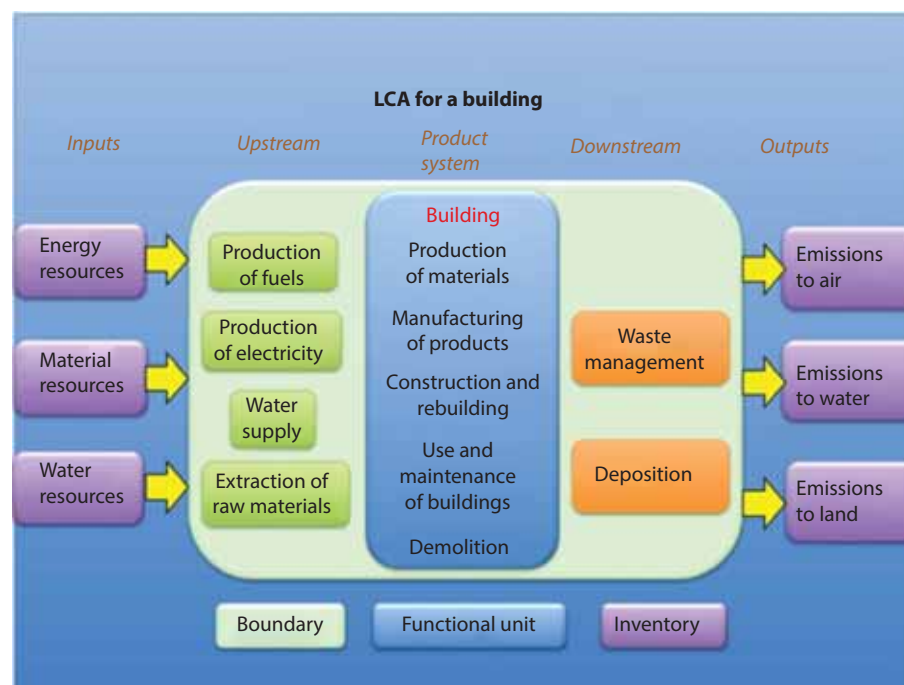 LCA for a building
Inputs
Upstream
Product
system
Downstream
Outputs
Energy
resources
Material
resources
Water
resources
Production
of fuels
Production
of electricity
Water
supply
Extraction of
raw materials
Building
Production
of materials
Manufacturing
of products
Construction and
rebuilding
Use and
maintenance
of buildings
Demolition
Waste
management
Deposition
Emissions
to air
Emissions
to water
Emissions
to land
Boundary
Functional unit
Inventory